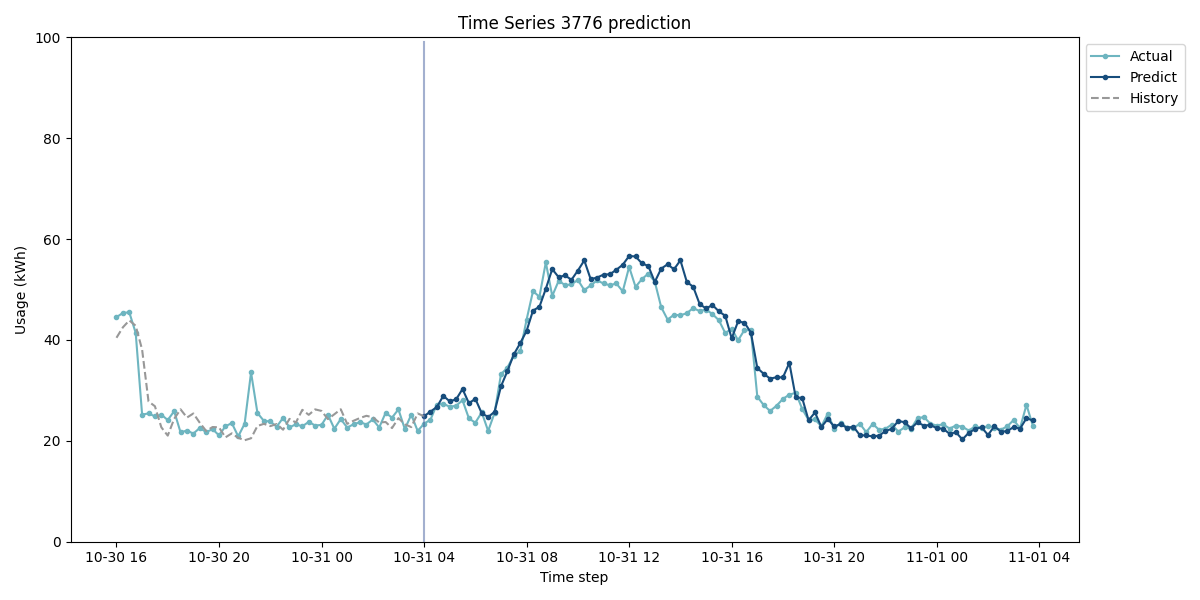 Time Series 3776 prediction
Actual
Predict
History
Usage (kWh)
100
80
60
40
20
0
10-30 16
10-30 20
10-31 00
10-31 04
10-31 08
10-31 12
10-31 16
10-31 20
11-01 00
11-01 04
Time step